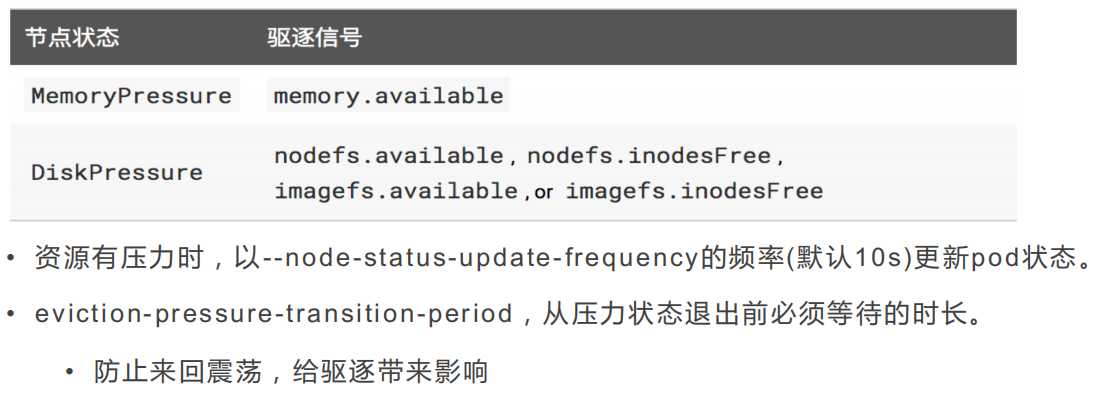 节点状态 驱逐信号
MemoryPressure memory.available
DiskPressure nodefs.available, nodefs.inodesFree,
imagefs.available, or imagefs.inodesFree
• 资源有压力时，以--node-status-update-frequency的频率(默认10s)更新pod状态。
• eviction-pressure-transition-period，从压力状态退出前必须等待的时长。
• 防止来回震荡，给驱逐带来影响